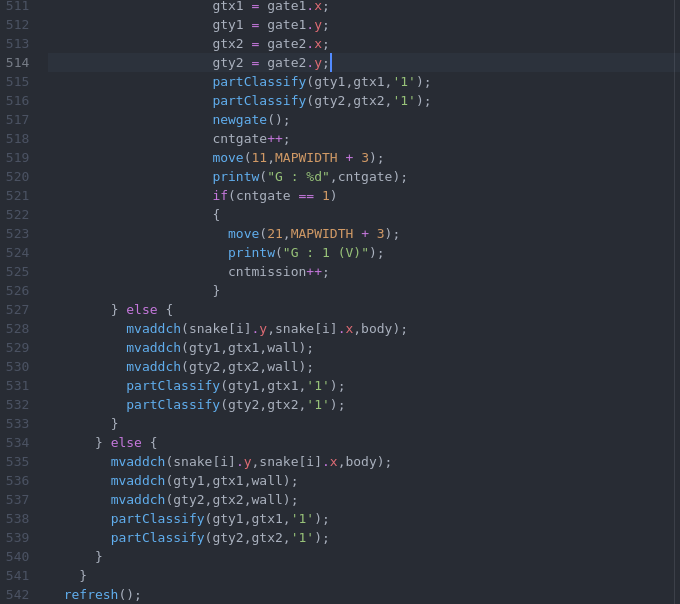 511 gtx1 = gate1.x;
512 gty1 = gate1.y;
513 gtx2 = gate2.x;
514 gty2 = gate2.y;
515 partClassify(gty1,gtx1,'1');
516 partClassify(gty2,gtx2,'1');
517 newgate();
518 cntgate++;
519 move(11,MAPWIDTH + 3);
520 printw("G : %d",cntgate);
521 if(cntgate == 1)
522 {
523 move(21,MAPWIDTH + 3);
524 printw("G : 1 (V)");
525 cntmission++;
526 }
527 } else {
528 mvaddch(snake[i].y,snake[i].x,body);
529 mvaddch(gty1,gtx1,wall);
530 mvaddch(gty2,gtx2,wall);
531 partClassify(gty1,gtx1,'1');
532 partClassify(gty2,gtx2,'1');
533 }
534 } else {
535 mvaddch(snake[i].y,snake[i].x,body);
536 mvaddch(gty1,gtx1,wall);
537 mvaddch(gty2,gtx2,wall);
538 partClassify(gty1,gtx1,'1');
539 partClassify(gty2,gtx2,'1');
540 }
541 }
542 refresh();